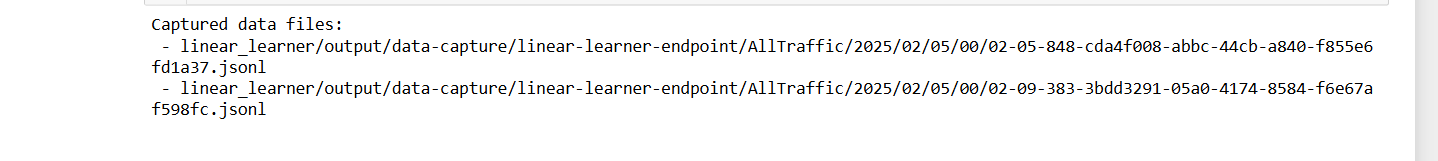 Captured data files:
 - linear_learner/output/data-capture/linear-learner-endpoint/AllTraffic/2025/02/05/00/02-05-848-cda4f008-abbc-44cb-a840-f855e6
fd1a37.jsonl
 - linear_learner/output/data-capture/linear-learner-endpoint/AllTraffic/2025/02/05/00/02-09-383-3bdd3291-05a0-4174-8584-f6e67a
f598fc.jsonl